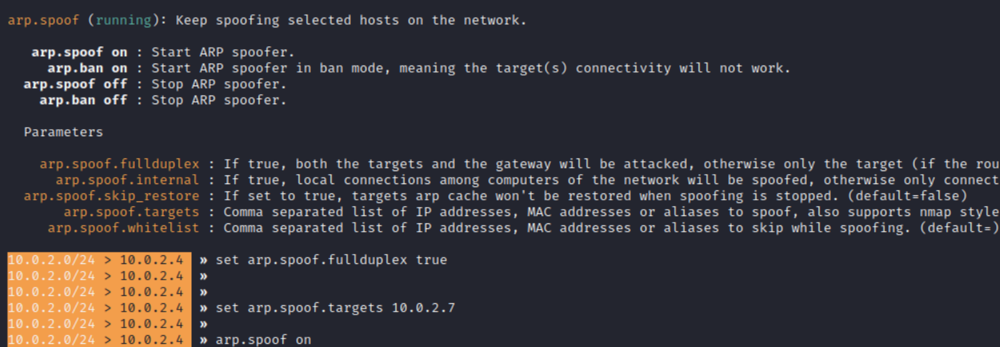 arp.spoof (running): Keep spoofing selected hosts on the network.
arp.spoof on : Start ARP spoofer.
arp.ban on : Start ARP spoofer in ban mode, meaning the target(s) connectivity will not work.
arp.spoof off : Stop ARP spoofer.
arp.ban off : Stop ARP spoofer.
Parameters
arp.spoof.fullduplex : If true, both the targets and the gateway will be attacked, otherwise only the target (if the rou
arp.spoof.internal : If true, local connections among computers of the network will be spoofed, otherwise only connect
arp.spoof.skip_restore : If set to true, targets arp cache won't be restored when spoofing is stopped. (default=false)
arp.spoof.targets : Comma separated list of IP addresses, MAC addresses or aliases to spoof, also supports nmap style
arp.spoof.whitelist : Comma separated list of IP addresses, MAC addresses or aliases to skip while spoofing. (default=)
10.0.2.0/24 > 10.0.2.4 » set arp.spoof.fullduplex true
10.0.2.0/24 > 10.0.2.4 »
10.0.2.0/24 > 10.0.2.4 »
10.0.2.0/24 > 10.0.2.4 » set arp.spoof.targets 10.0.2.7
10.0.2.0/24 > 10.0.2.4 »
10.0.2.0/24 > 10.0.2.4 » arp.spoof on